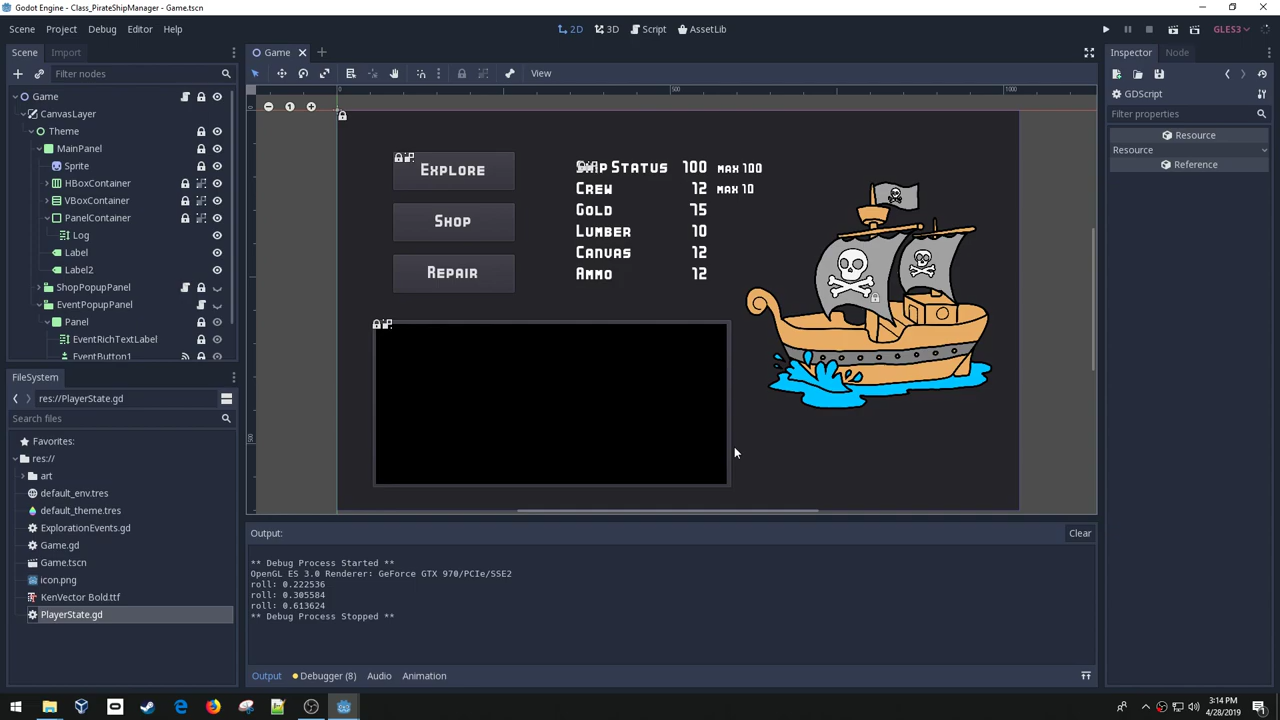 Godot Engine - Class_PirateShipManager - Game.tscn
Scene Project Debug Editor Help
2D 3D Script AssetLib
GLES3
Scene Import
Filter nodes
Game
CanvasLayer
Theme
MainPanel
Sprite
HBoxContainer
VBoxContainer
PanelContainer
Log
Label
Label2
ShopPopupPanel
EventPopupPanel
Panel
EventRichTextLabel
EventButton1
FileSystem
res://PlayerState.gd
Search files
Favorites:
res://
art
default_env.tres
default_theme.tres
ExplorationEvents.gd
Game.gd
Game.tscn
icon.png
KenVector Bold.ttf
PlayerState.gd
Game
View
0 500 1000
0
500
Explore
Shop
Repair
Ship Status 100 max 100
Crew 12 max 10
Gold 75
Lumber 10
Canvas 12
Ammo 12
Output:
Clear
** Debug Process Started **
OpenGL ES 3.0 Renderer: GeForce GTX 970/PCIe/SSE2
roll: 0.222536
roll: 0.305584
roll: 0.613624
** Debug Process Stopped **
Output Debugger (8) Audio Animation
Inspector Node
GDScript
Filter properties
Resource
Resource
Reference
3:14 PM
4/28/2019